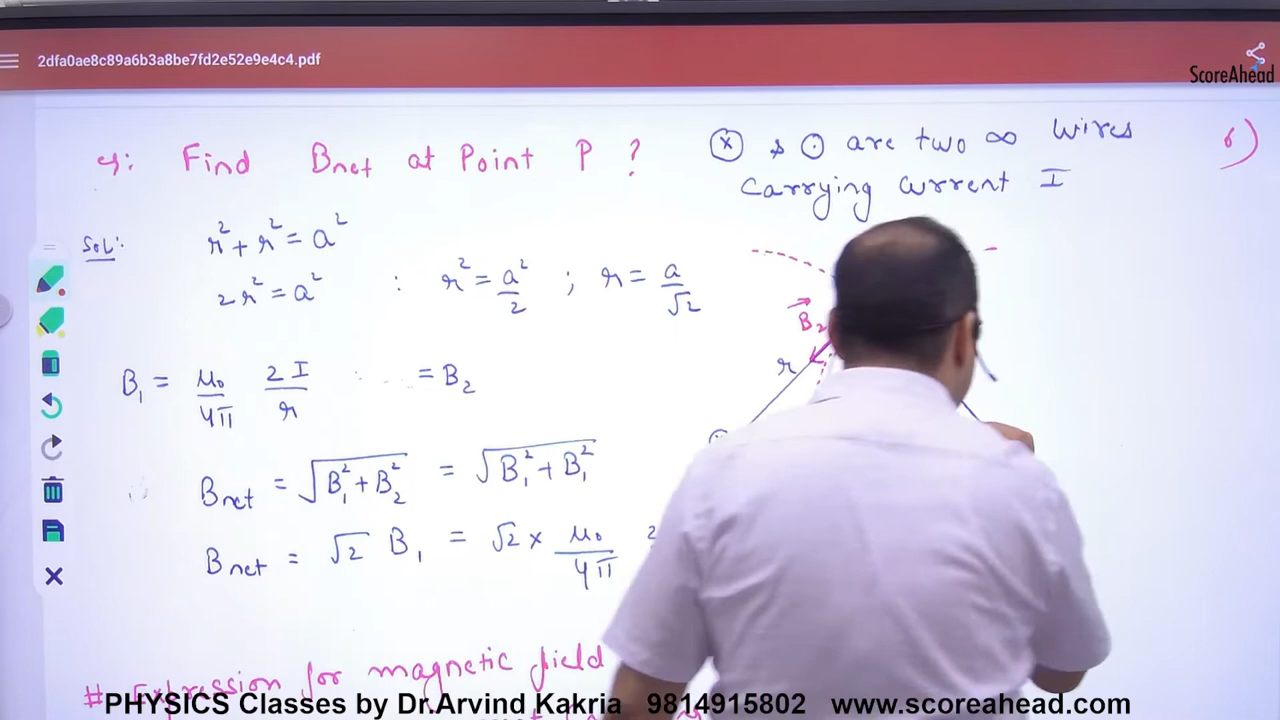 2dfa0ae8c89a6b3a8be7fd2e52e9e4c4.pdf
ScoreAhead
Find Bnet at Point P ?
ⓧ & ⊙ are two ∞ wires
Carrying current I
6)
Sol:
r² + r² = a²
2r² = a² : r² = a²/2 ; r = a/√2
B₁ = μ₀/4π 2I/r = B₂
∴ Bnet = √(B₁² + B₂²) = √(B₁² + B₁²)
Bnet = √2 B₁ = √2 × μ₀/4π 2
B₂
r
# Expression for magnetic field
PHYSICS Classes by Dr.Arvind Kakria 9814915802 www.scoreahead.com